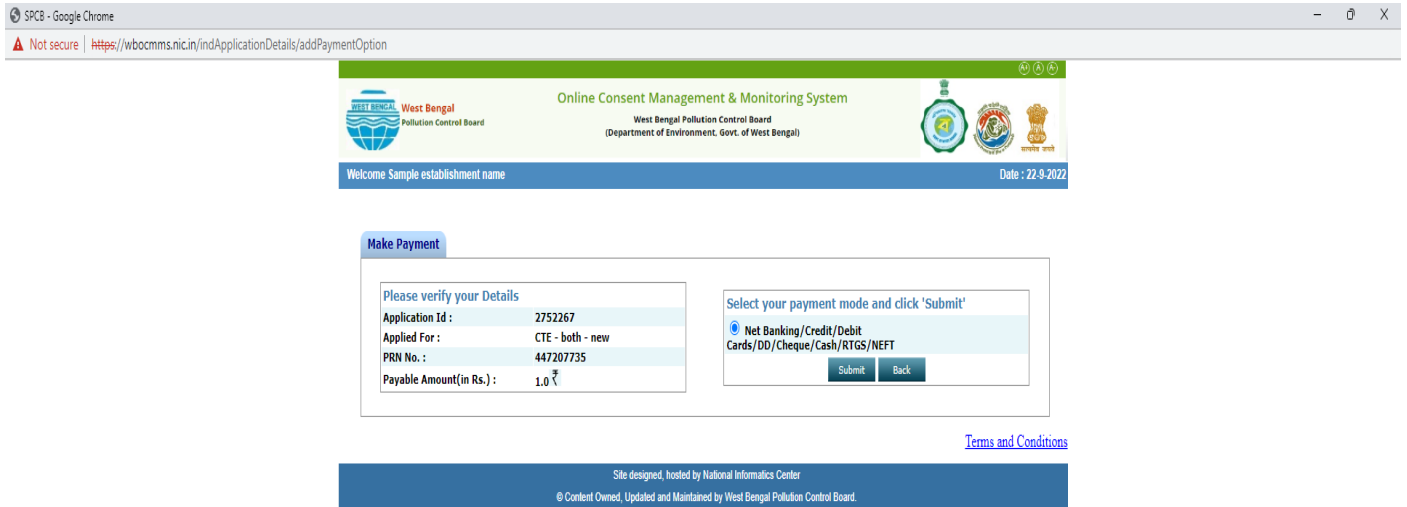 SPCB - Google Chrome
Not secure | https://wbocmms.nic.in/indApplicationDetails/addPaymentOption
A+ A A-
WEST BENGAL
West Bengal
Pollution Control Board
Online Consent Management & Monitoring System
West Bengal Pollution Control Board
(Department of Environment, Govt. of West Bengal)
सत्यमेव जयते
Welcome Sample establishment name
Date : 22-9-2022
Make Payment
Please verify your Details
Application Id : 2752267
Applied For : CTE - both - new
PRN No. : 447207735
Payable Amount(in Rs.) : 1.0 ₹
Select your payment mode and click 'Submit'
Net Banking/Credit/Debit
Cards/DD/Cheque/Cash/RTGS/NEFT
Submit Back
Terms and Conditions
Site designed, hosted by National Informatics Center
© Content Owned, Updated and Maintained by West Bengal Pollution Control Board.